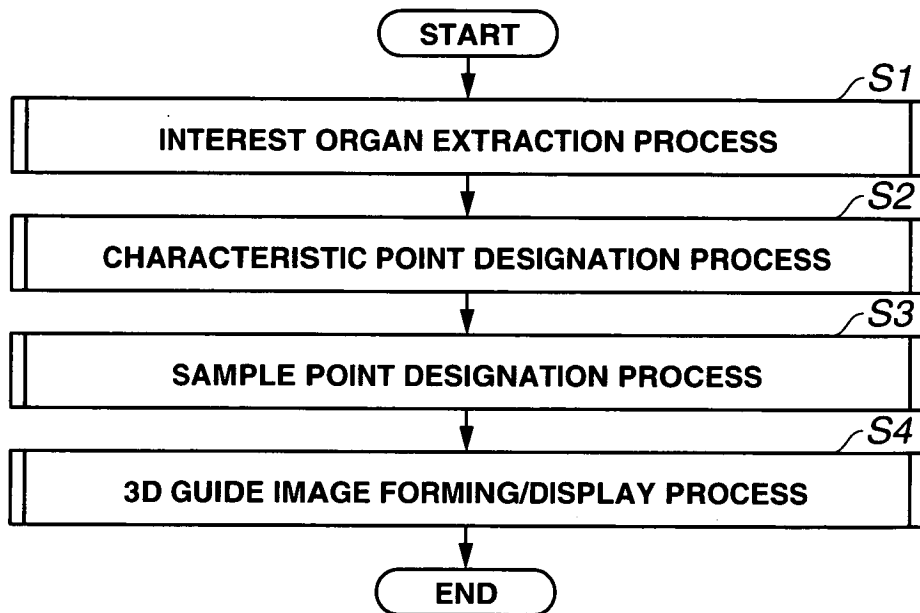 START
S1
INTEREST ORGAN EXTRACTION PROCESS
S2
CHARACTERISTIC POINT DESIGNATION PROCESS
S3
SAMPLE POINT DESIGNATION PROCESS
S4
3D GUIDE IMAGE FORMING/DISPLAY PROCESS
END